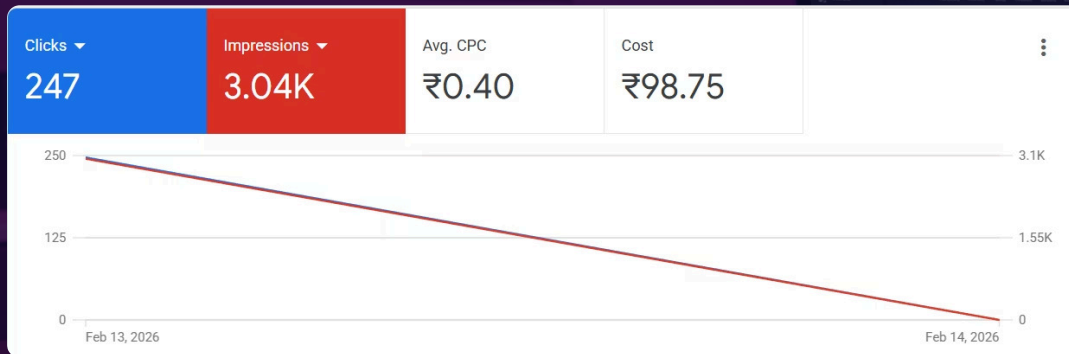 Clicks
247
Impressions
3.04K
Avg. CPC
₹0.40
Cost
₹98.75
250
3.1K
125
1.55K
0
0
Feb 13, 2026
Feb 14, 2026